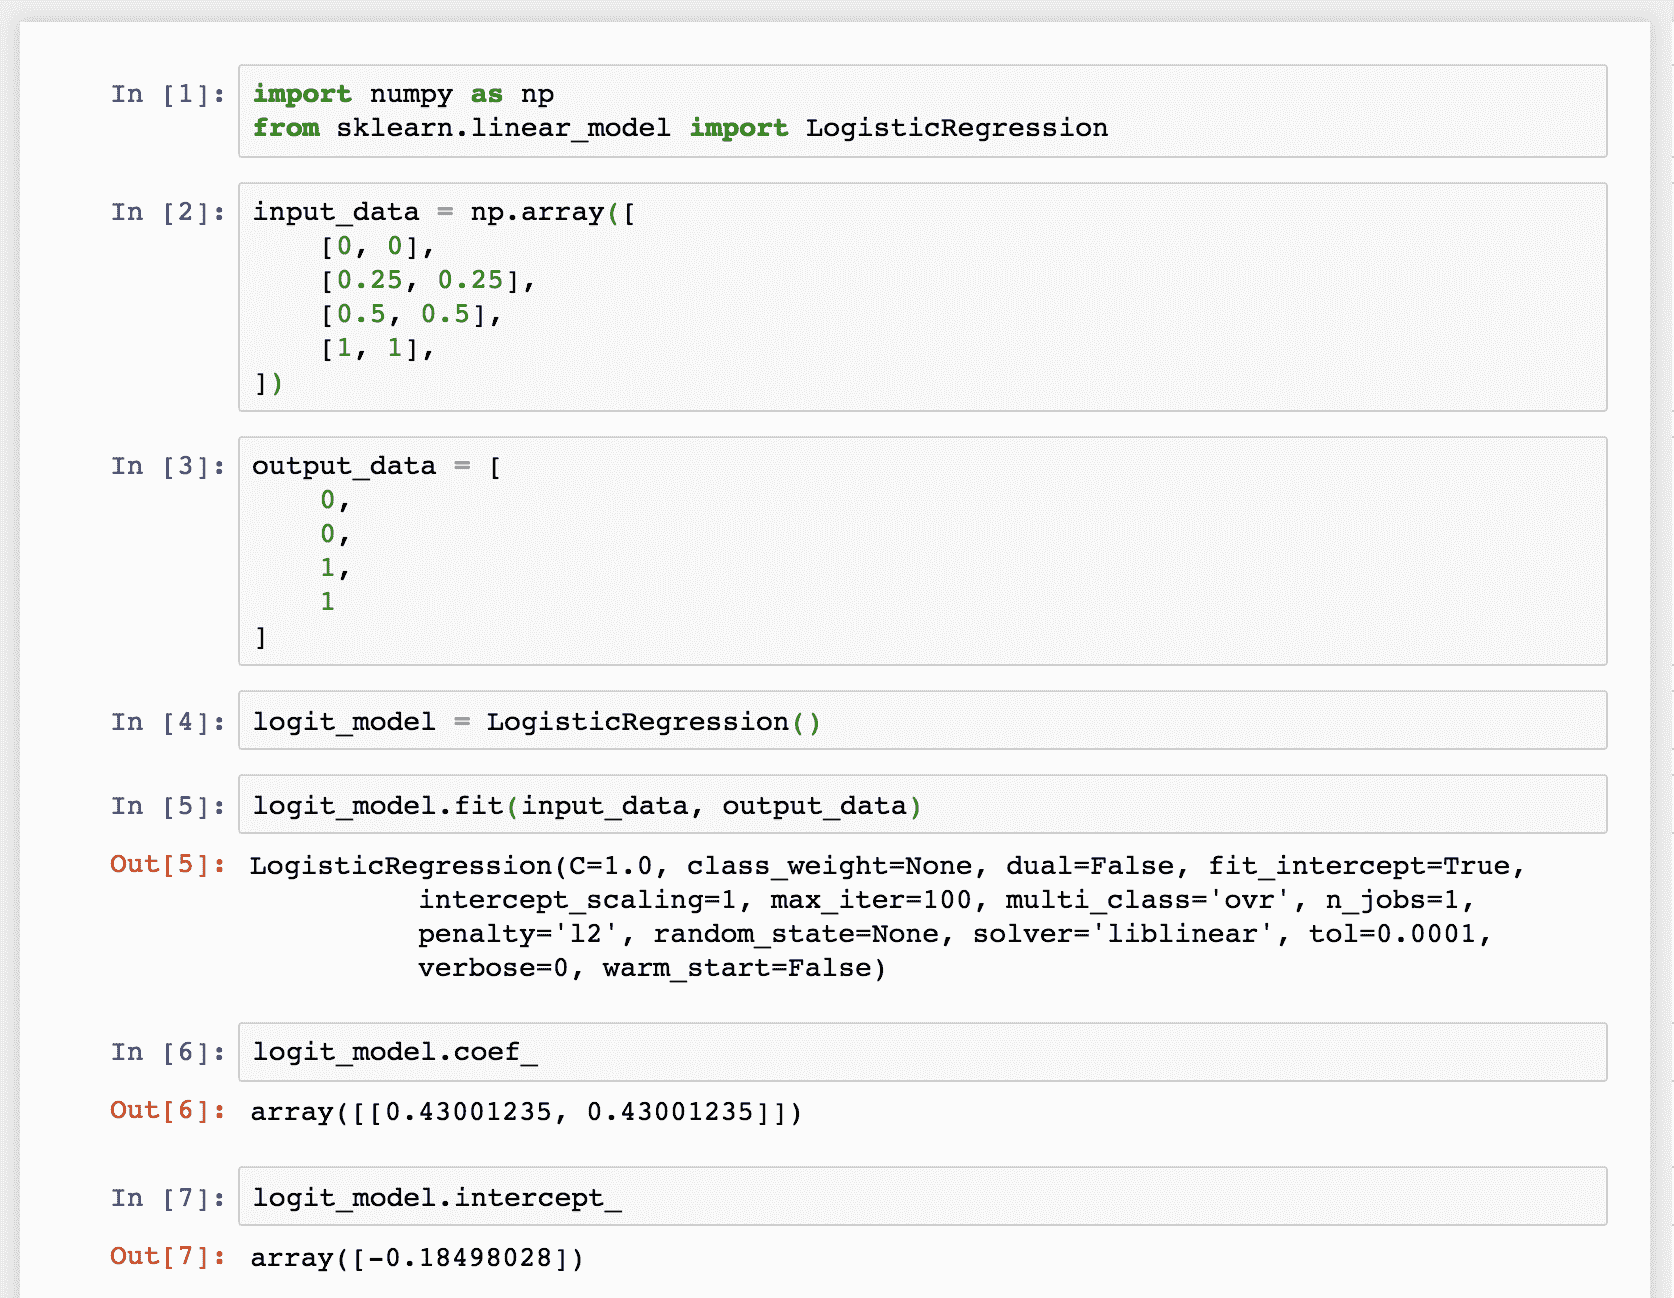 In [1]: import numpy as np
from sklearn.linear_model import LogisticRegression
In [2]: input_data = np.array([
[0, 0],
[0.25, 0.25],
[0.5, 0.5],
[1, 1],
])
In [3]: output_data = [
0,
0,
1,
1
]
In [4]: logit_model = LogisticRegression()
In [5]: logit_model.fit(input_data, output_data)
Out[5]: LogisticRegression(C=1.0, class_weight=None, dual=False, fit_intercept=True,
intercept_scaling=1, max_iter=100, multi_class='ovr', n_jobs=1,
penalty='l2', random_state=None, solver='liblinear', tol=0.0001,
verbose=0, warm_start=False)
In [6]: logit_model.coef_
Out[6]: array([[0.43001235, 0.43001235]])
In [7]: logit_model.intercept_
Out[7]: array([-0.18498028])